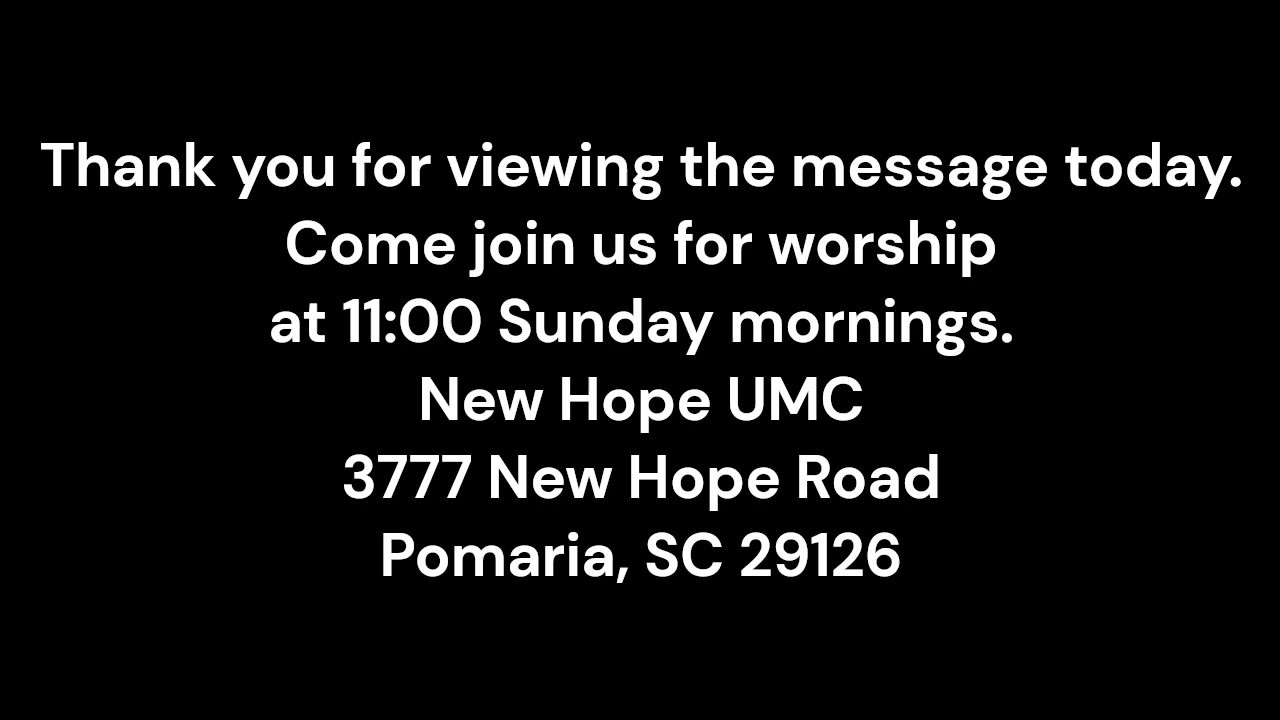 Thank you for viewing the message today.
Come join us for worship
at 11:00 Sunday mornings.
New Hope UMC
3777 New Hope Road
Pomaria, SC 29126